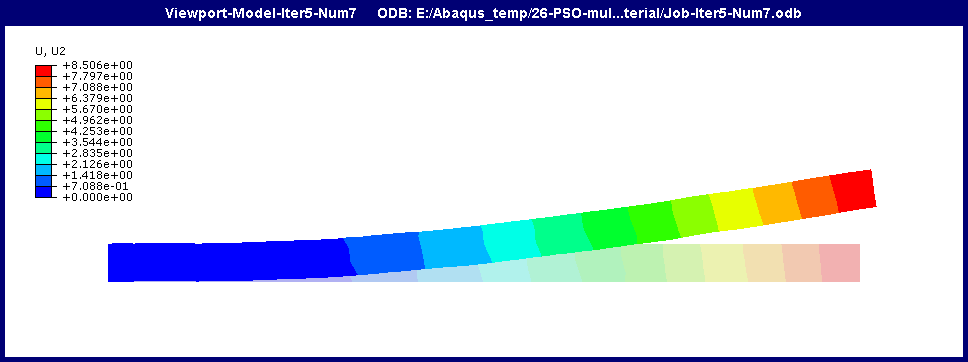 Viewport-Model-Iter5-Num7 ODB: E:/Abaqus_temp/26-PSO-mul...terial/Job-Iter5-Num7.odb
U, U2
+8.506e+00
+7.797e+00
+7.088e+00
+6.379e+00
+5.670e+00
+4.962e+00
+4.253e+00
+3.544e+00
+2.835e+00
+2.126e+00
+1.418e+00
+7.088e-01
+0.000e+00